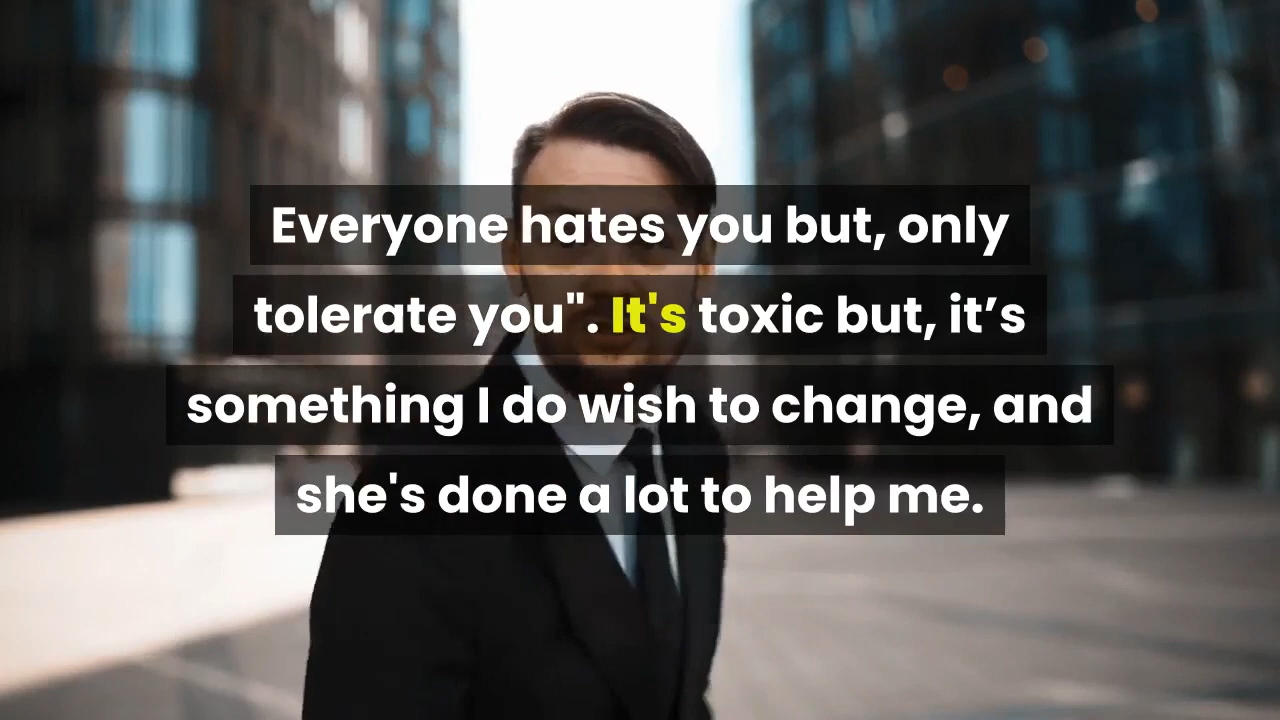 Everyone hates you but, only
tolerate you". It's toxic but, it’s
something I do wish to change, and
she's done a lot to help me.